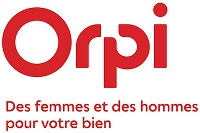 Orpi
Des femmes et des hommes
pour votre bien